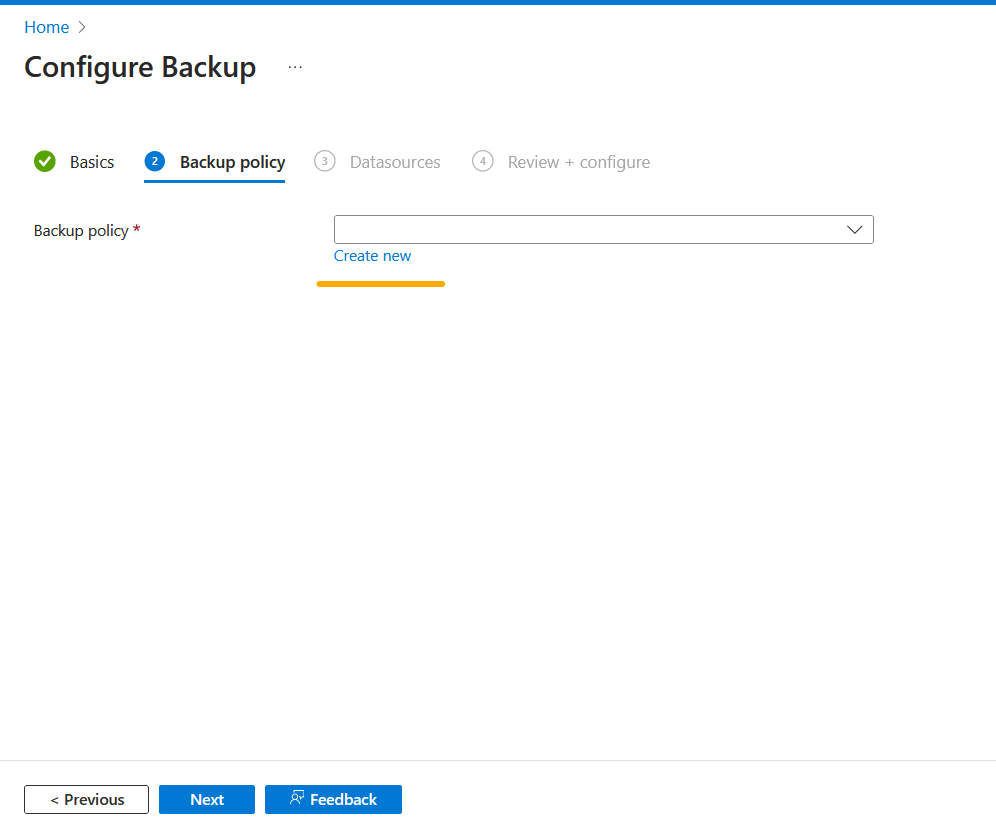 Home >
Configure Backup ...
Basics 2 Backup policy 3 Datasources 4 Review + configure
Backup policy *
Create new
< Previous Next Feedback